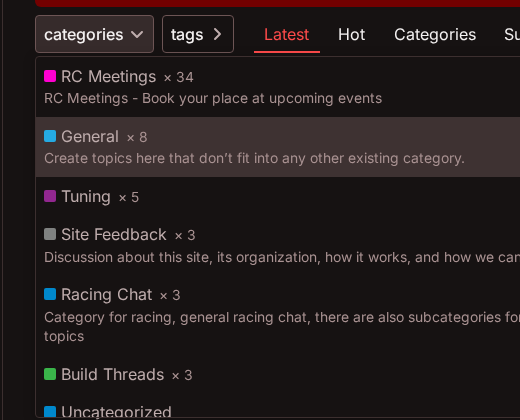 categories tags Latest Hot Categories Su
RC Meetings × 34
RC Meetings - Book your place at upcoming events
General × 8
Create topics here that don’t fit into any other existing category.
Tuning × 5
Site Feedback × 3
Discussion about this site, its organization, how it works, and how we can
Racing Chat × 3
Category for racing, general racing chat, there are also subcategories for
topics
Build Threads × 3
Uncategorized